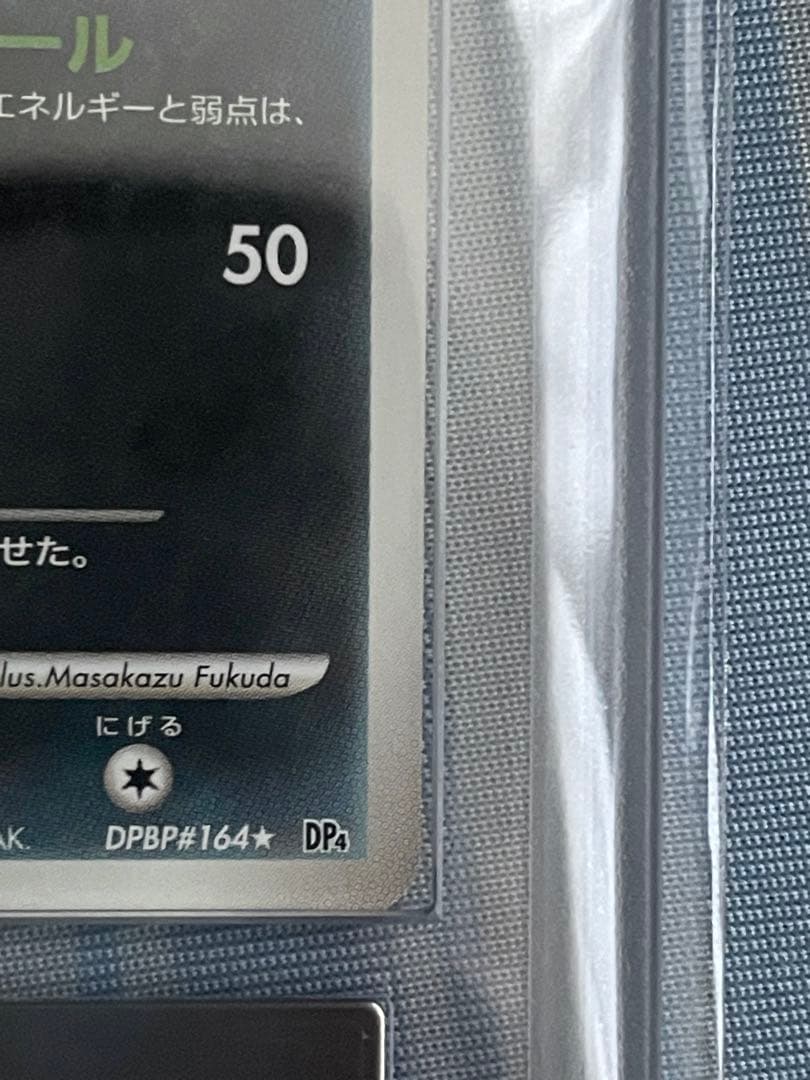 ール
エネルギーと弱点は、
50
せた。
lus.Masakazu Fukuda
にげる
AK. DPBP#164★ DP4